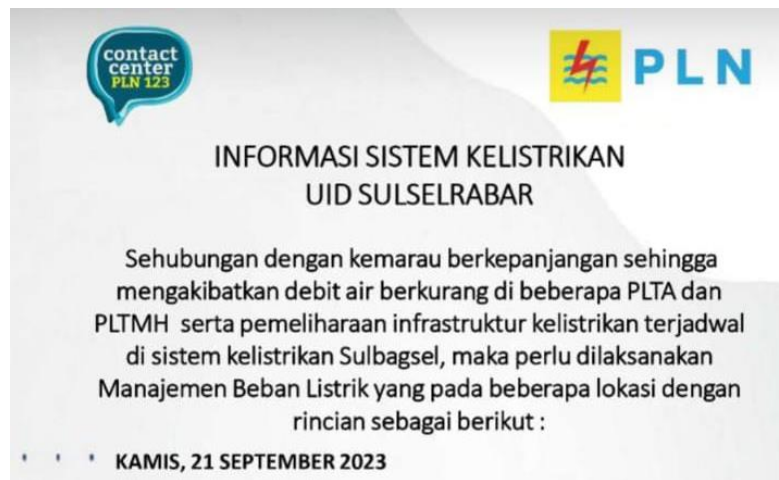 contact
center
PLN 123
PLN
INFORMASI SISTEM KELISTRIKAN
UID SULSELRABAR
Sehubungan dengan kemarau berkepanjangan sehingga
mengakibatkan debit air berkurang di beberapa PLTA dan
PLTMH serta pemeliharaan infrastruktur kelistrikan terjadwal
di sistem kelistrikan Sulbagsel, maka perlu dilaksanakan
Manajemen Beban Listrik yang pada beberapa lokasi dengan
rincian sebagai berikut :
KAMIS, 21 SEPTEMBER 2023